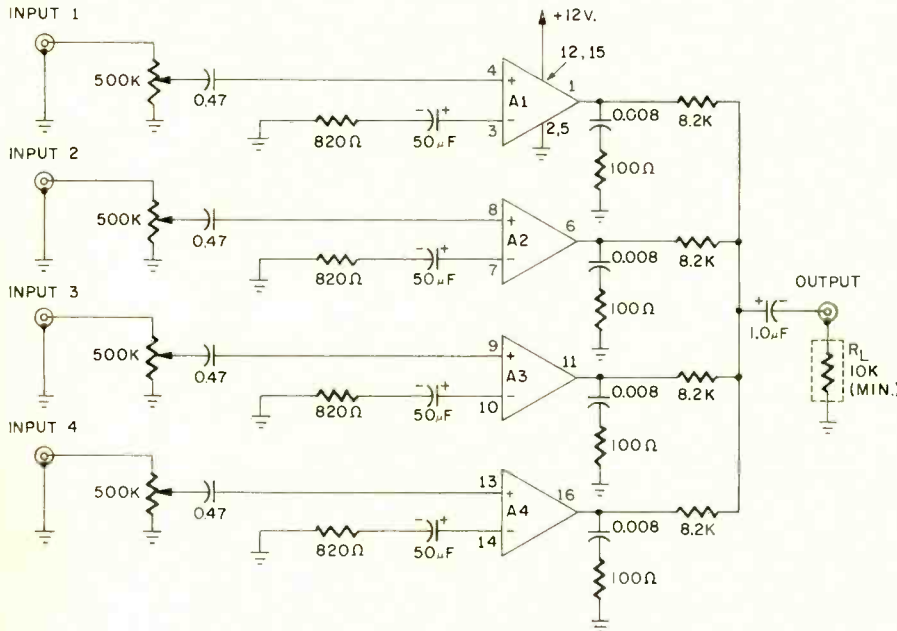 INPUT 1
+12V.
12,15
500K
0.47
4
+
A1
1
-
3
2,5
820Ω
- +
50µF
0.008
8.2K
100Ω
INPUT 2
500K
0.47
8
+
A2
6
-
7
820Ω
- +
50µF
0.008
8.2K
100Ω
INPUT 3
OUTPUT
+ -
1.0µF
RL
10K
(MIN.)
500K
0.47
9
+
A3
11
-
10
820Ω
- +
50µF
0.008
8.2K
100Ω
INPUT 4
500K
0.47
13
+
A4
16
-
14
820Ω
- +
50µF
0.008
8.2K
100Ω